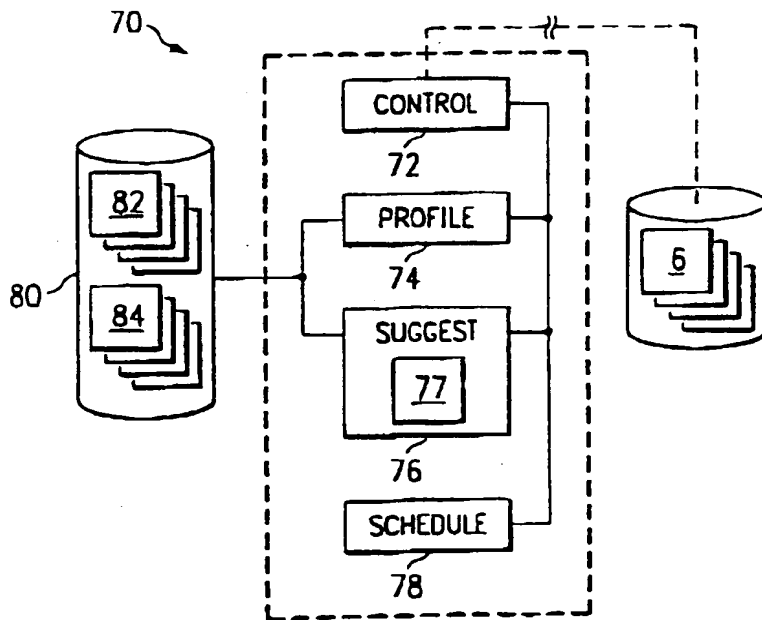 70
CONTROL
72
82
PROFILE
6
74
80
84
SUGGEST
77
76
SCHEDULE
78